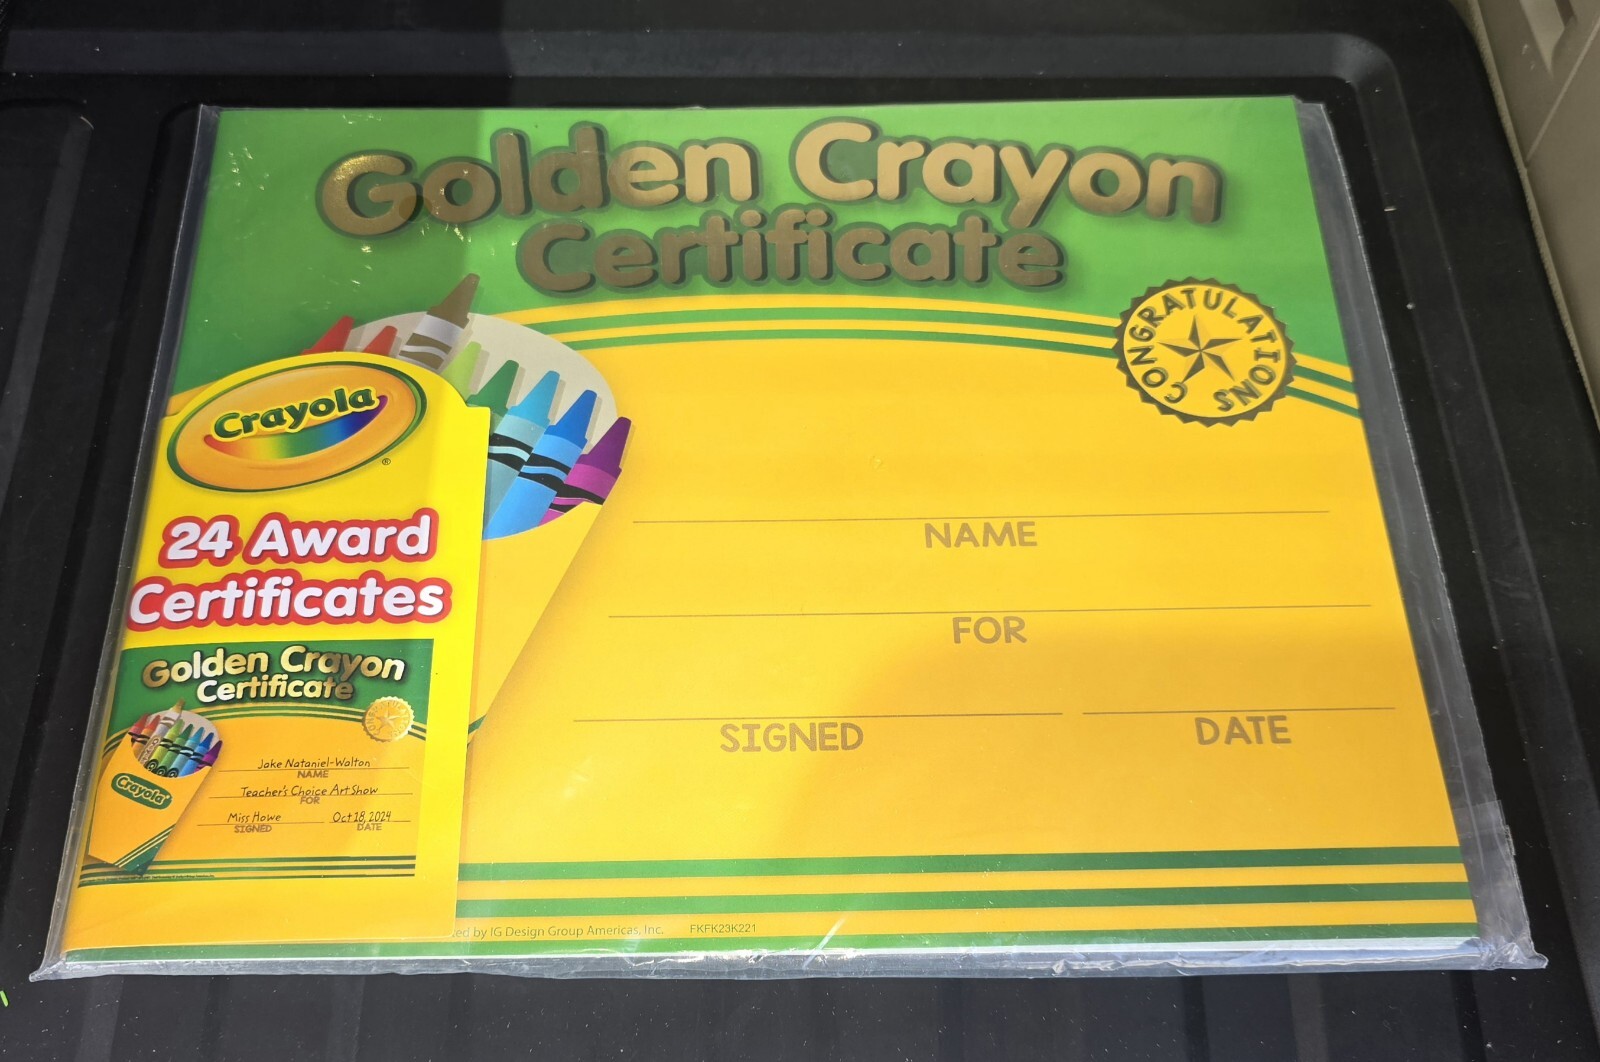 Golden Crayon
Certificate
CONGRATULATIONS
Crayola
®
24 Award
Certificates
NAME
FOR
SIGNED
DATE
Golden Crayon
Certificate
Jake Nataniel-Walton
NAME
Teacher's Choice Art Show
FOR
Miss Howe
Oct 18, 2024
SIGNED
DATE
Crayola
by IG Design Group Americas, Inc. FKFK23K221